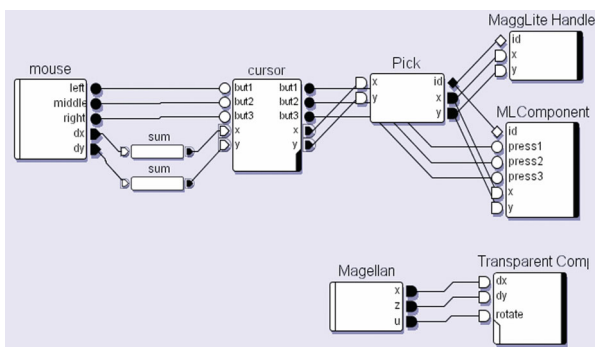 mouse
left
middle
right
dx
dy
sum
sum
cursor
but1 but1
but2 but2
but3 but3
x x
y y
Pick
x id
y x
y
MaggLite Handle
id
x
y
MLComponent
id
press1
press2
press3
x
y
Magellan
x
z
u
Transparent Comp
dx
dy
rotate